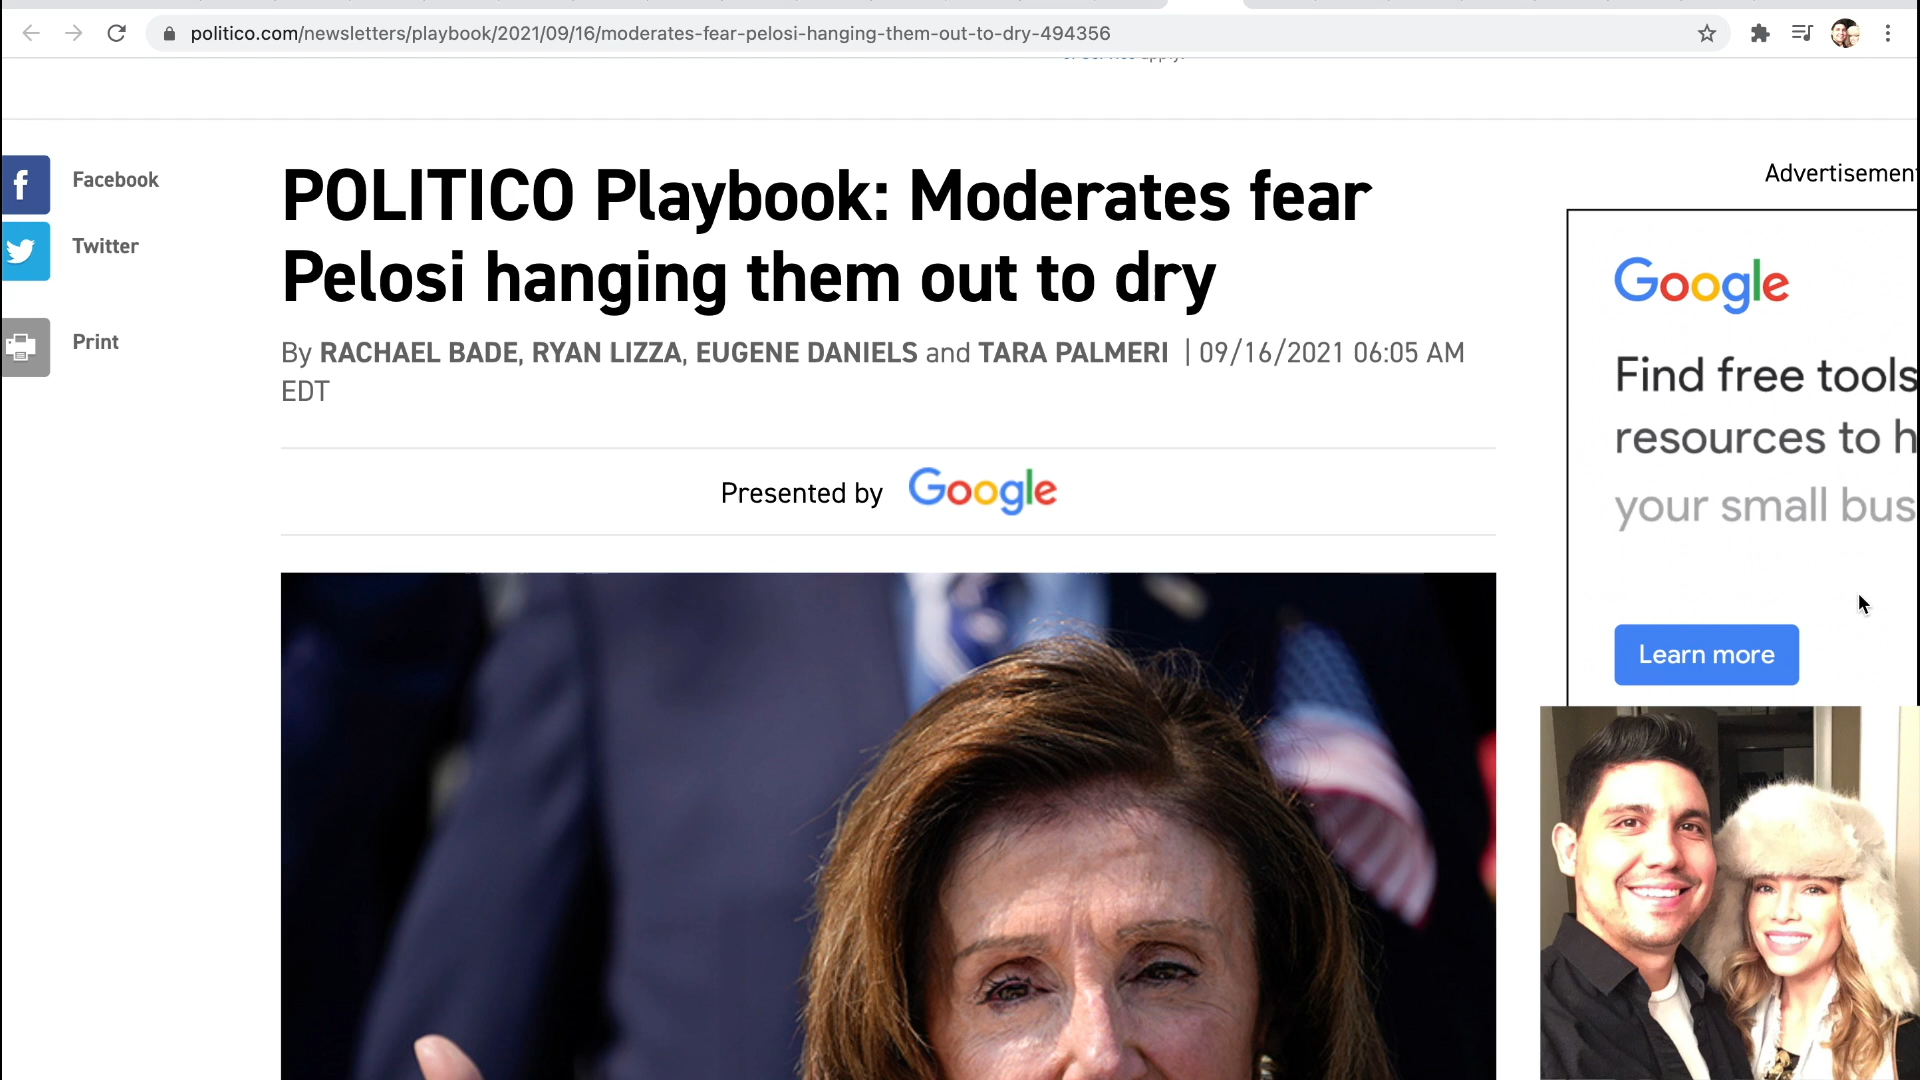 politico.com/newsletters/playbook/2021/09/16/moderates-fear-pelosi-hanging-them-out-to-dry-494356
Facebook
Twitter
Print
POLITICO Playbook: Moderates fear
Pelosi hanging them out to dry
By RACHAEL BADE, RYAN LIZZA, EUGENE DANIELS and TARA PALMERI | 09/16/2021 06:05 AM
EDT
Presented by Google
Advertisemen
Google
Find free tools
resources to h
your small bus
Learn more